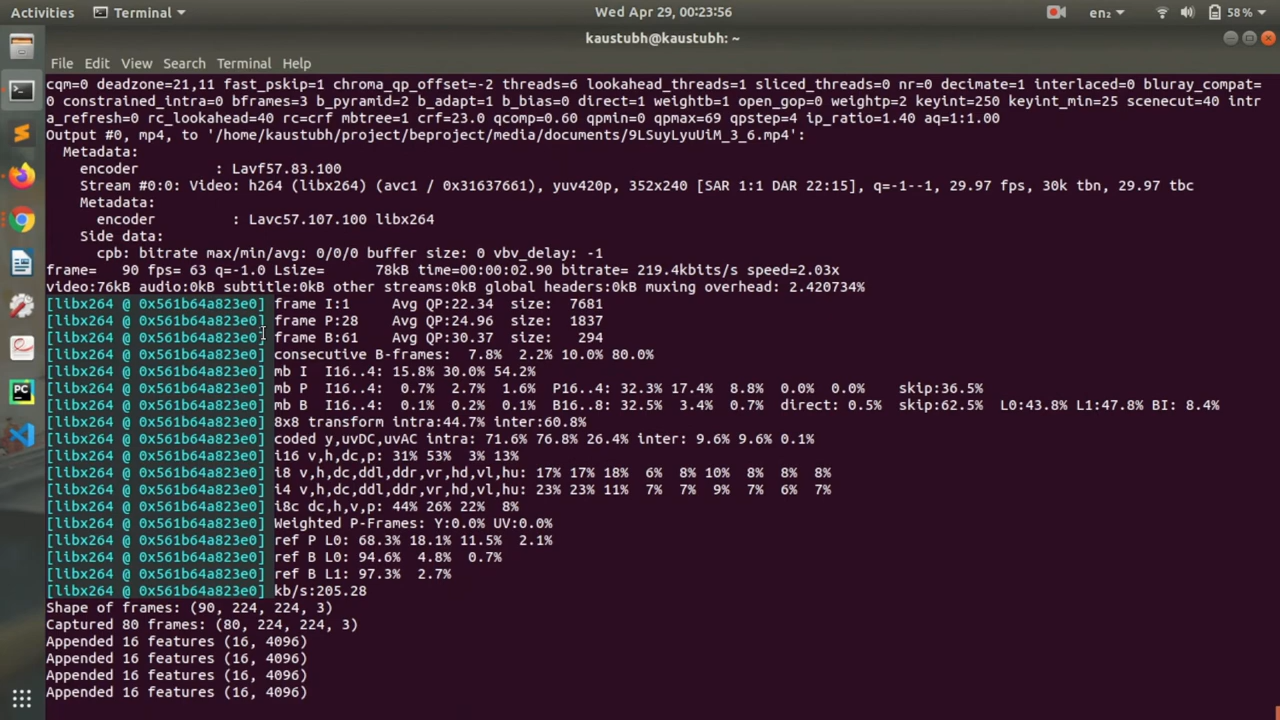 Activities
Terminal
Wed Apr 29, 00:23:56
en₂
58 %
kaustubh@kaustubh: ~
File Edit View Search Terminal Help
cqm=0 deadzone=21,11 fast_pskip=1 chroma_qp_offset=-2 threads=6 lookahead_threads=1 sliced_threads=0 nr=0 decimate=1 interlaced=0 bluray_compat=
0 constrained_intra=0 bframes=3 b_pyramid=2 b_adapt=1 b_bias=0 direct=1 weightb=1 open_gop=0 weightp=2 keyint=250 keyint_min=25 scenecut=40 intr
a_refresh=0 rc_lookahead=40 rc=crf mbtree=1 crf=23.0 qcomp=0.60 qpmin=0 qpmax=69 qpstep=4 ip_ratio=1.40 aq=1:1.00
Output #0, mp4, to '/home/kaustubh/project/beproject/media/documents/9LSuyLyuUiM_3_6.mp4':
Metadata:
encoder : Lavf57.83.100
Stream #0:0: Video: h264 (libx264) (avc1 / 0x31637661), yuv420p, 352x240 [SAR 1:1 DAR 22:15], q=-1--1, 29.97 fps, 30k tbn, 29.97 tbc
Metadata:
encoder : Lavc57.107.100 libx264
Side data:
cpb: bitrate max/min/avg: 0/0/0 buffer size: 0 vbv_delay: -1
frame= 90 fps= 63 q=-1.0 Lsize= 78kB time=00:00:02.90 bitrate= 219.4kbits/s speed=2.03x
video:76kB audio:0kB subtitle:0kB other streams:0kB global headers:0kB muxing overhead: 2.420734%
[libx264 @ 0x561b64a823e0] frame I:1 Avg QP:22.34 size: 7681
[libx264 @ 0x561b64a823e0] frame P:28 Avg QP:24.96 size: 1837
[libx264 @ 0x561b64a823e0] frame B:61 Avg QP:30.37 size: 294
[libx264 @ 0x561b64a823e0] consecutive B-frames: 7.8% 2.2% 10.0% 80.0%
[libx264 @ 0x561b64a823e0] mb I I16..4: 15.8% 30.0% 54.2%
[libx264 @ 0x561b64a823e0] mb P I16..4: 0.7% 2.7% 1.6% P16..4: 32.3% 17.4% 8.8% 0.0% 0.0% skip:36.5%
[libx264 @ 0x561b64a823e0] mb B I16..4: 0.1% 0.2% 0.1% B16..8: 32.5% 3.4% 0.7% direct: 0.5% skip:62.5% L0:43.8% L1:47.8% BI: 8.4%
[libx264 @ 0x561b64a823e0] 8x8 transform intra:44.7% inter:60.8%
[libx264 @ 0x561b64a823e0] coded y,uvDC,uvAC intra: 71.6% 76.8% 26.4% inter: 9.6% 9.6% 0.1%
[libx264 @ 0x561b64a823e0] i16 v,h,dc,p: 31% 53% 3% 13%
[libx264 @ 0x561b64a823e0] i8 v,h,dc,ddl,ddr,vr,hd,vl,hu: 17% 17% 18% 6% 8% 10% 8% 8% 8%
[libx264 @ 0x561b64a823e0] i4 v,h,dc,ddl,ddr,vr,hd,vl,hu: 23% 23% 11% 7% 7% 9% 7% 6% 7%
[libx264 @ 0x561b64a823e0] i8c dc,h,v,p: 44% 26% 22% 8%
[libx264 @ 0x561b64a823e0] Weighted P-Frames: Y:0.0% UV:0.0%
[libx264 @ 0x561b64a823e0] ref P L0: 68.3% 18.1% 11.5% 2.1%
[libx264 @ 0x561b64a823e0] ref B L0: 94.6% 4.8% 0.7%
[libx264 @ 0x561b64a823e0] ref B L1: 97.3% 2.7%
[libx264 @ 0x561b64a823e0] kb/s:205.28
Shape of frames: (90, 224, 224, 3)
Captured 80 frames: (80, 224, 224, 3)
Appended 16 features (16, 4096)
Appended 16 features (16, 4096)
Appended 16 features (16, 4096)
Appended 16 features (16, 4096)
PC